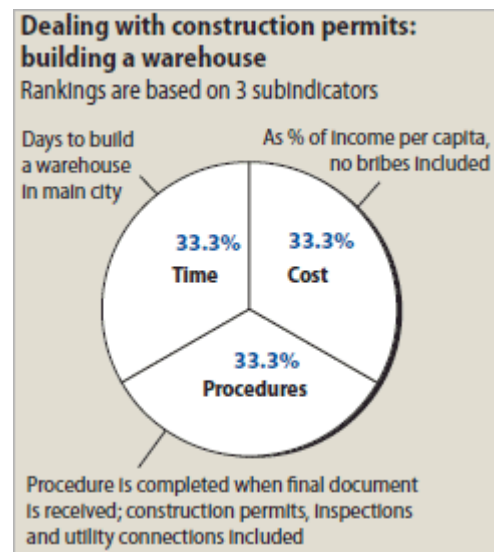 Dealing with construction permits:
building a warehouse
Rankings are based on 3 subindicators
Days to build
a warehouse
in main city
As % of income per capita,
no bribes included
33.3%
Time
33.3%
Cost
33.3%
Procedures
Procedure is completed when final document
is received; construction permits, inspections
and utility connections included